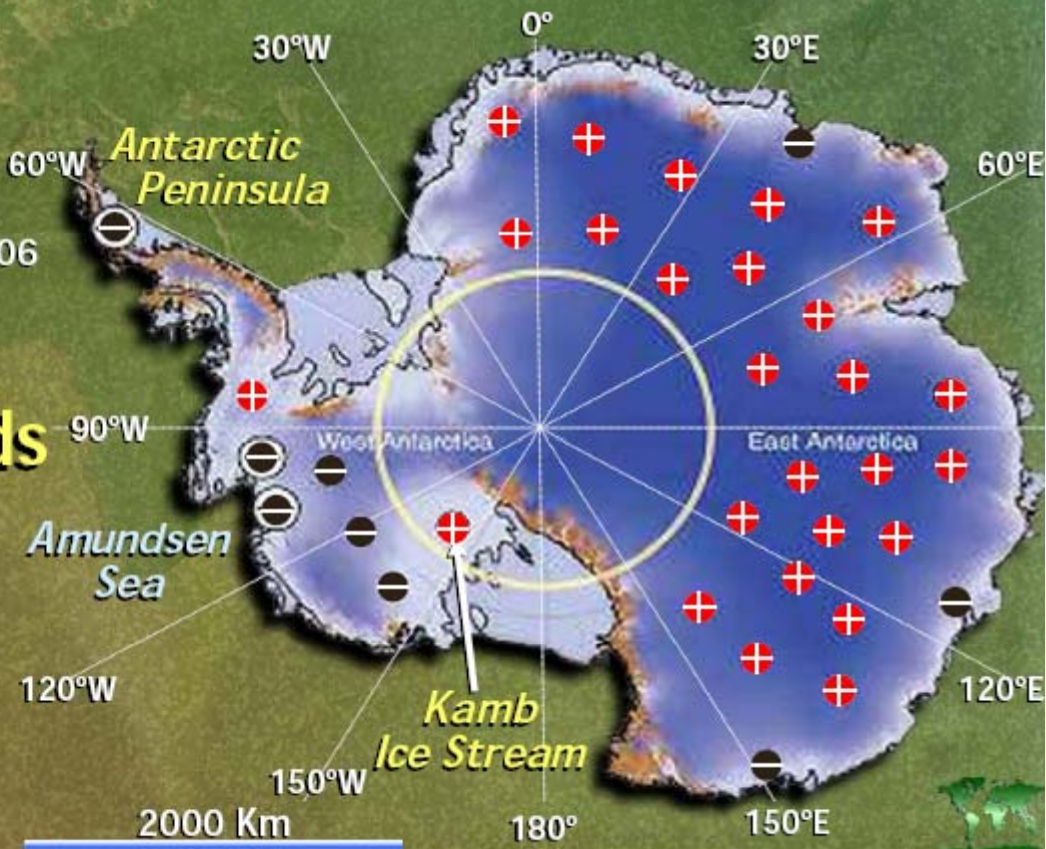 0°
30°W
30°E
Antarctic
Peninsula
60°W
60°E
06
ds
90°W
West Antarctica
East Antarctica
Amundsen
Sea
120°W
Kamb
Ice Stream
120°E
150°W
2000 Km
180°
150°E